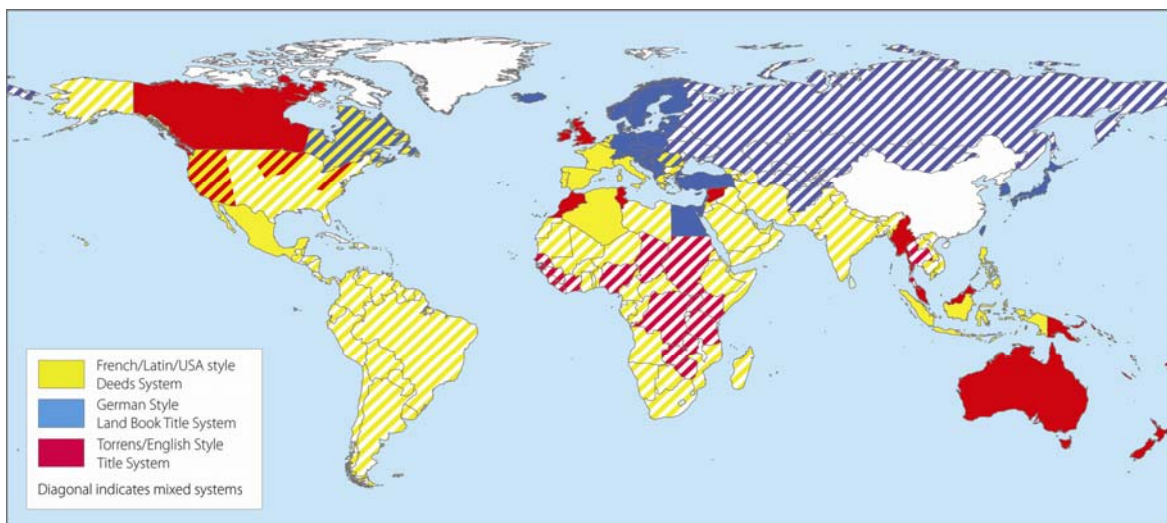 French/Latin/USA style
Deeds System
German Style
Land Book Title System
Torrens/English Style
Title System
Diagonal indicates mixed systems